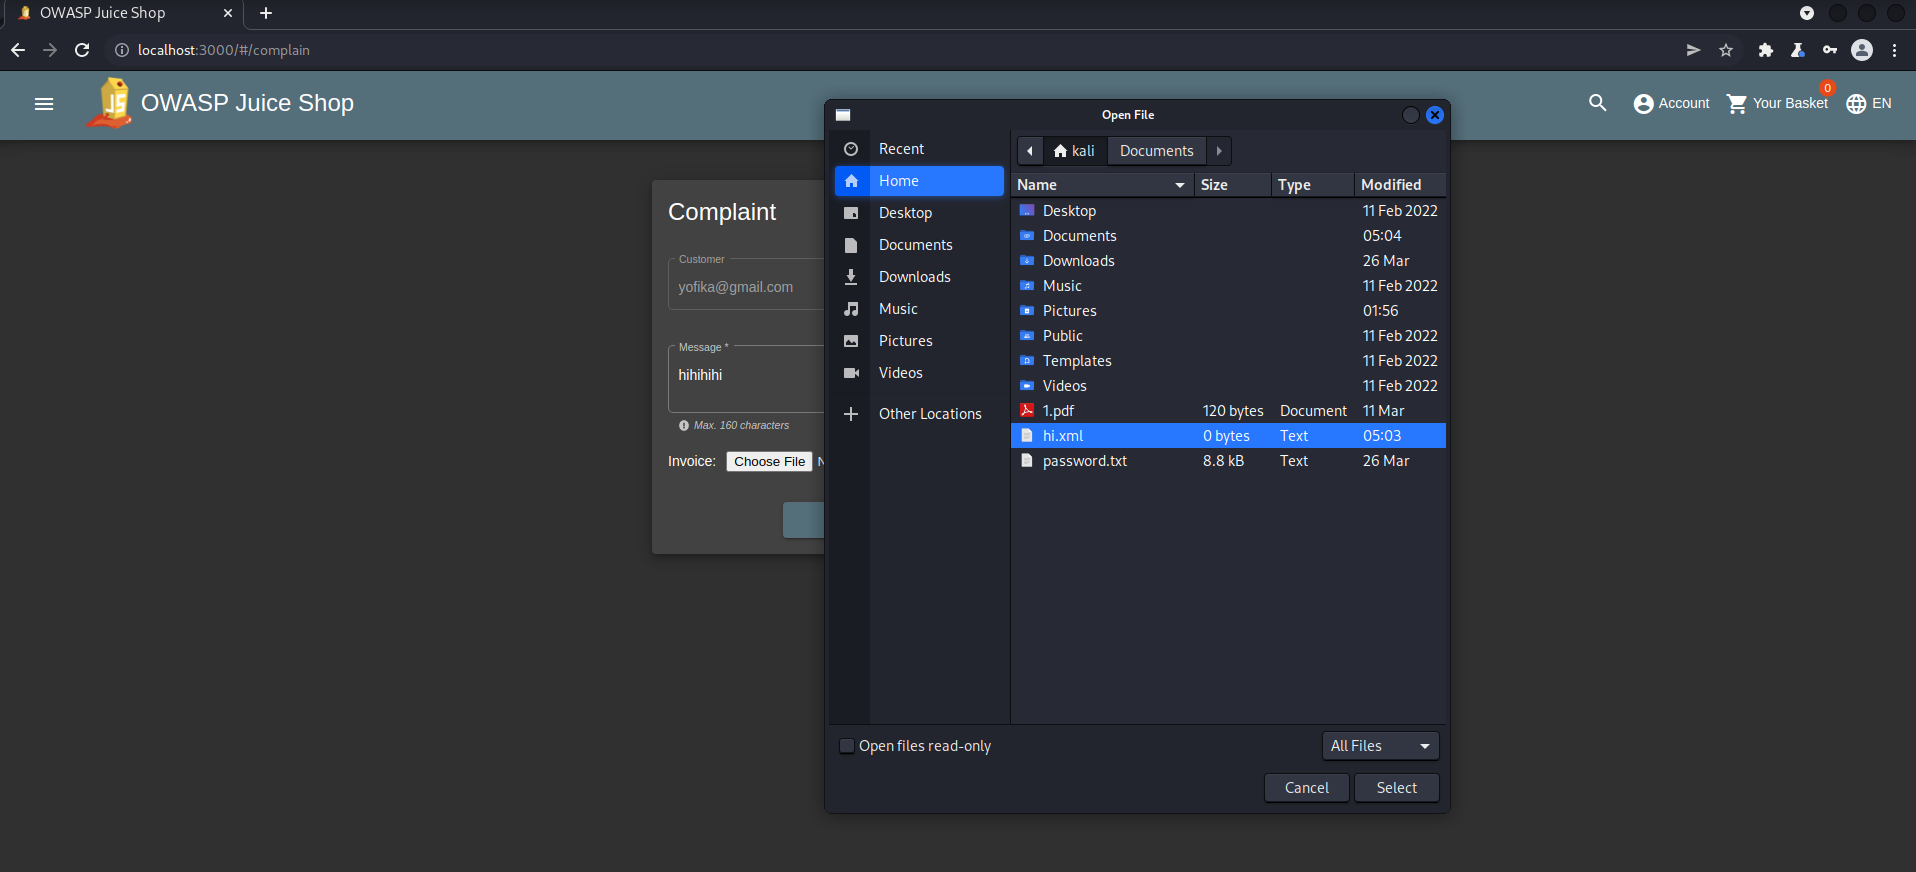 OWASP Juice Shop
localhost:3000/#/complain
OWASP Juice Shop
Account
0
Your Basket
EN
Complaint
Customer
yofika@gmail.com
Message *
hihihihi
Max. 160 characters
Invoice: Choose File
Open File
Recent
Home
Desktop
Documents
Downloads
Music
Pictures
Videos
Other Locations
kali Documents
Name Size Type Modified
Desktop 11 Feb 2022
Documents 05:04
Downloads 26 Mar
Music 11 Feb 2022
Pictures 01:56
Public 11 Feb 2022
Templates 11 Feb 2022
Videos 11 Feb 2022
1.pdf 120 bytes Document 11 Mar
hi.xml 0 bytes Text 05:03
password.txt 8.8 kB Text 26 Mar
Open files read-only
All Files
Cancel Select